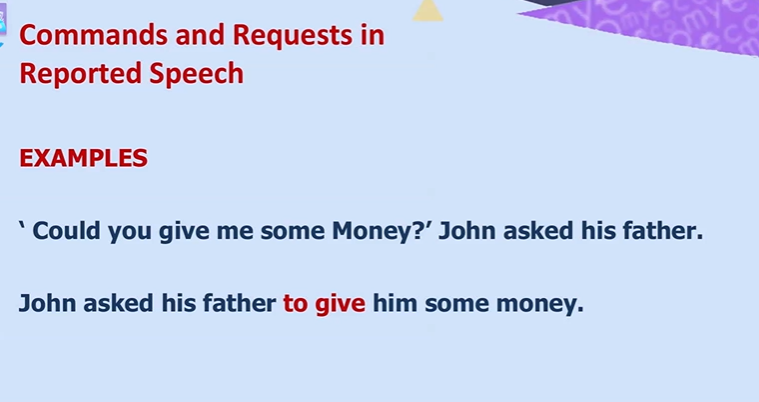 Commands and Requests in
Reported Speech
EXAMPLES
‘ Could you give me some Money?’ John asked his father.
John asked his father to give him some money.